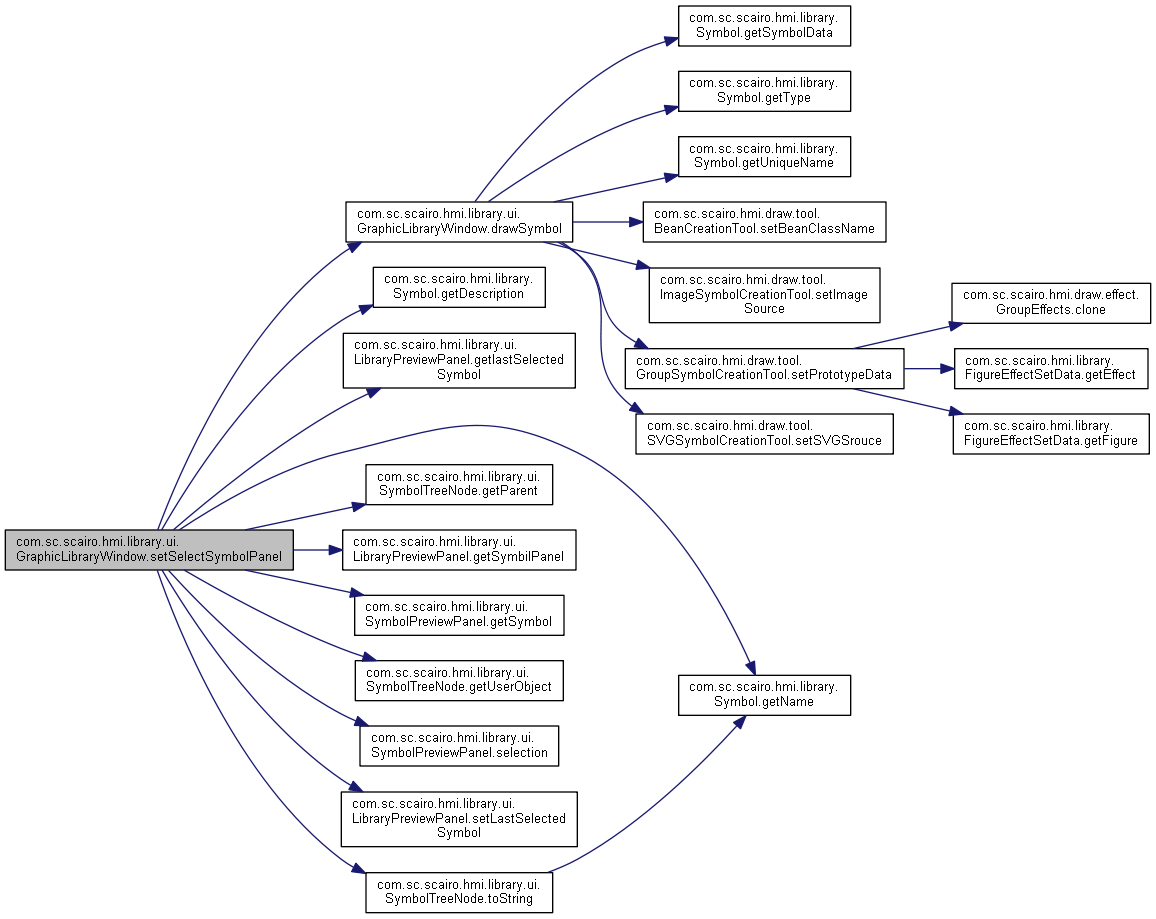 com.sc.scairo.hmi.library.
Symbol.getSymbolData
com.sc.scairo.hmi.library.
Symbol.getType
com.sc.scairo.hmi.library.
Symbol.getUniqueName
com.sc.scairo.hmi.library.ui.
GraphicLibraryWindow.drawSymbol
com.sc.scairo.hmi.draw.tool.
BeanCreationTool.setBeanClassName
com.sc.scairo.hmi.library.
Symbol.getDescription
com.sc.scairo.hmi.draw.tool.
ImageSymbolCreationTool.setImage
Source
com.sc.scairo.hmi.draw.effect.
GroupEffects.clone
com.sc.scairo.hmi.library.ui.
LibraryPreviewPanel.getlastSelected
Symbol
com.sc.scairo.hmi.draw.tool.
GroupSymbolCreationTool.setPrototypeData
com.sc.scairo.hmi.library.
FigureEffectSetData.getEffect
com.sc.scairo.hmi.draw.tool.
SVGSymbolCreationTool.setSVGSrouce
com.sc.scairo.hmi.library.
FigureEffectSetData.getFigure
com.sc.scairo.hmi.library.ui.
SymbolTreeNode.getParent
com.sc.scairo.hmi.library.ui.
GraphicLibraryWindow.setSelectSymbolPanel
com.sc.scairo.hmi.library.ui.
LibraryPreviewPanel.getSymbilPanel
com.sc.scairo.hmi.library.ui.
SymbolPreviewPanel.getSymbol
com.sc.scairo.hmi.library.ui.
SymbolTreeNode.getUserObject
com.sc.scairo.hmi.library.
Symbol.getName
com.sc.scairo.hmi.library.ui.
SymbolPreviewPanel.selection
com.sc.scairo.hmi.library.ui.
LibraryPreviewPanel.setLastSelected
Symbol
com.sc.scairo.hmi.library.ui.
SymbolTreeNode.toString